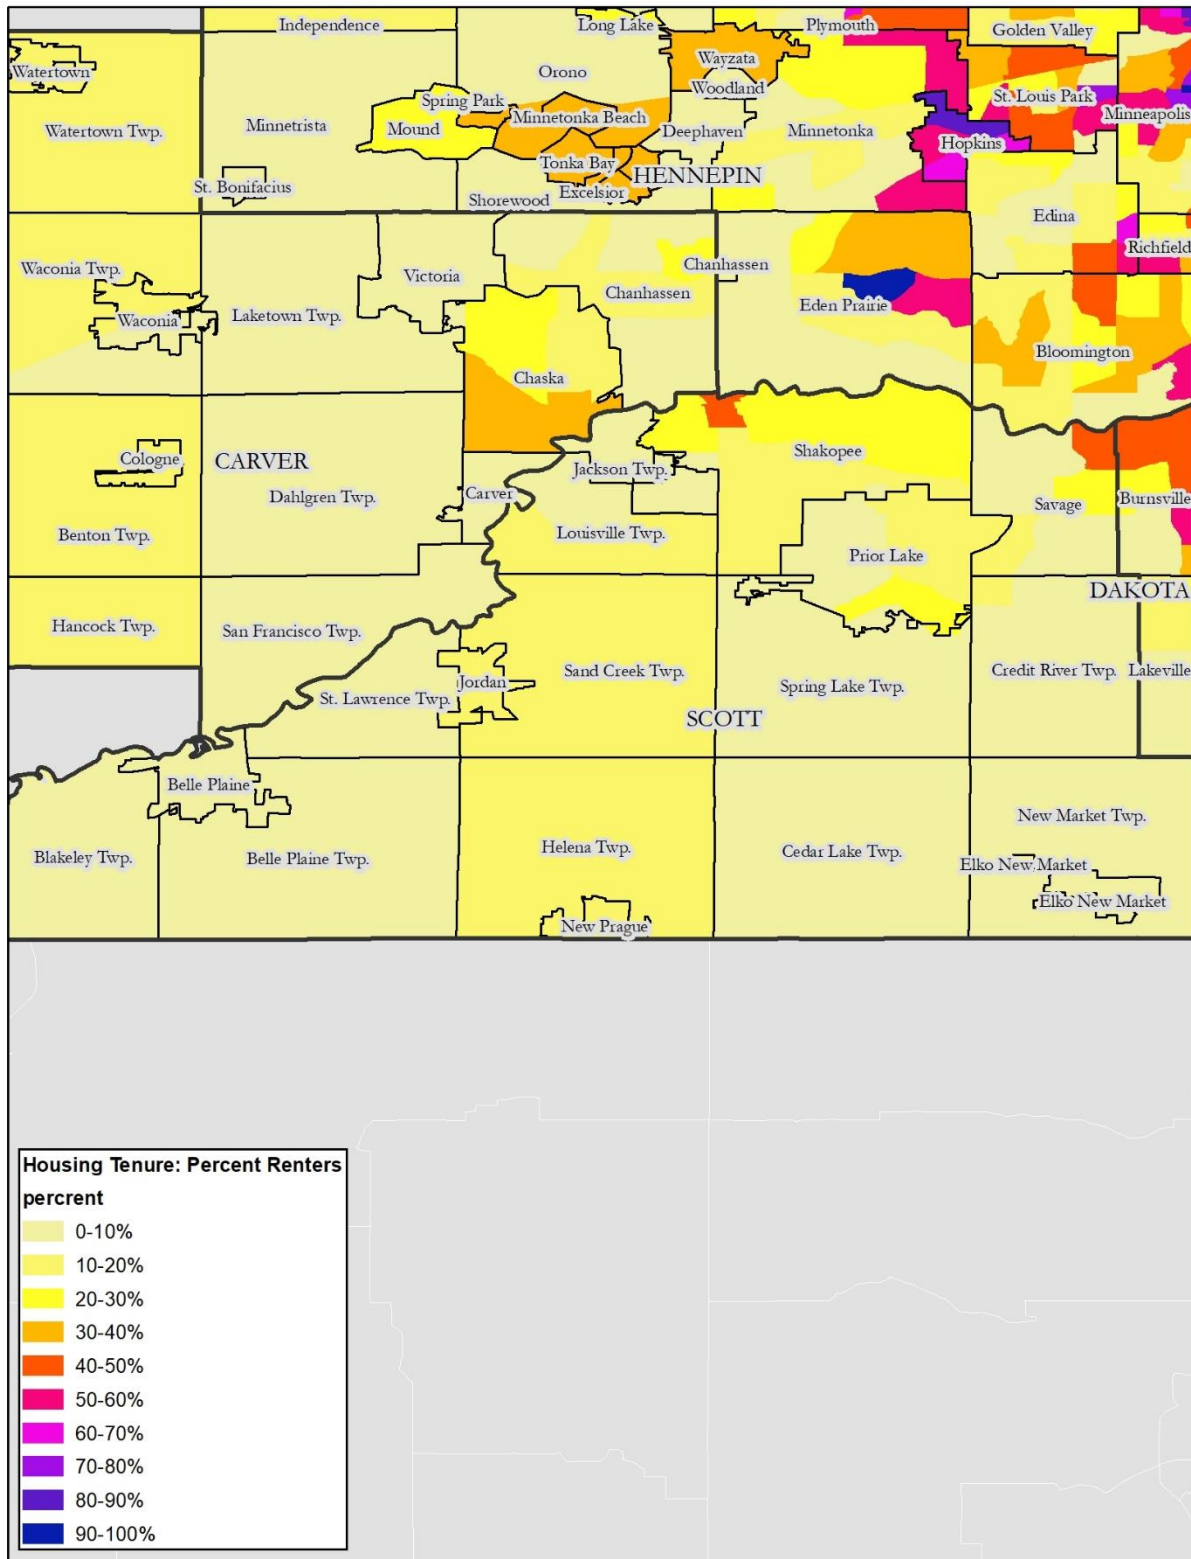 Independence
Long Lake
Plymouth
Golden Valley
Watertown
Orono
Wayzata
Woodland
St. Louis Park
Minneapolis
Watertown Twp.
Minnetrista
Spring Park
Mound
Minnetonka Beach
Deephaven
Minnetonka
Hopkins
Tonka Bay
HENNEPIN
St. Bonifacius
Excelsior
Shorewood
Edina
Richfield
Waconia Twp.
Victoria
Chanhassen
Chanhassen
Eden Prairie
Waconia
Laketown Twp.
Bloomington
Chaska
Cologne
CARVER
Shakopee
Jackson Twp.
Dahlgren Twp.
Carver
Savage
Burnsville
Benton Twp.
Louisville Twp.
Prior Lake
DAKOTA
Hancock Twp.
San Francisco Twp.
Sand Creek Twp.
Credit River Twp.
Lakeville
St. Lawrence Twp.
Jordan
Spring Lake Twp.
SCOTT
Belle Plaine
New Market Twp.
Blakeley Twp.
Belle Plaine Twp.
Helena Twp.
Cedar Lake Twp.
Elko New Market
Elko New Market
New Prague
Housing Tenure: Percent Renters
percrent
0-10%
10-20%
20-30%
30-40%
40-50%
50-60%
60-70%
70-80%
80-90%
90-100%